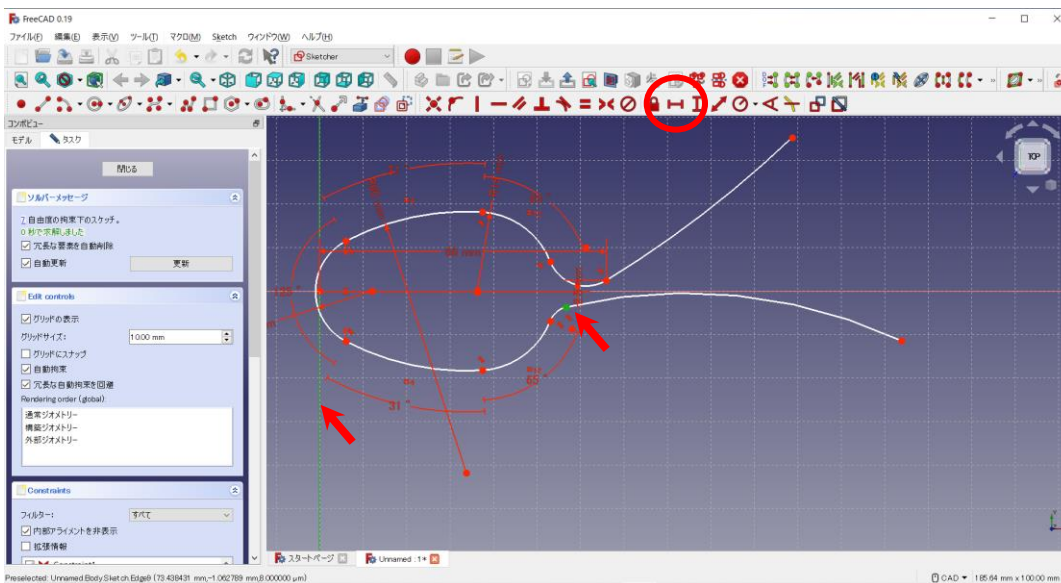 FreeCAD 0.19
ファイル(F) 編集(E) 表示(V) ツール(T) マクロ(M) Sketch ウィンドウ(W) ヘルプ(H)
Sketcher
コンボビュー
モデル タスク
閉じる
ソルバーメッセージ
7 自由度の拘束下のスケッチ。
0 秒で求解しました
冗長な要素を自動削除
自動更新 更新
Edit controls
グリッドの表示
グリッドサイズ: 10.00 mm
グリッドにスナップ
自動拘束
冗長な自動拘束を回避
Rendering order (global):
通常ジオメトリー
構築ジオメトリー
外部ジオメトリー
Constraints
フィルター: すべて
内部アライメントを非表示
拡張情報
TOP
125 °
31 °
65 °
スタートページ Unnamed : 1*
Preselected: Unnamed.Body.Sketch.Edge9 (73.438431 mm,-1.062789 mm,8.000000 μm)
CAD 185.64 mm x 100.00 mm